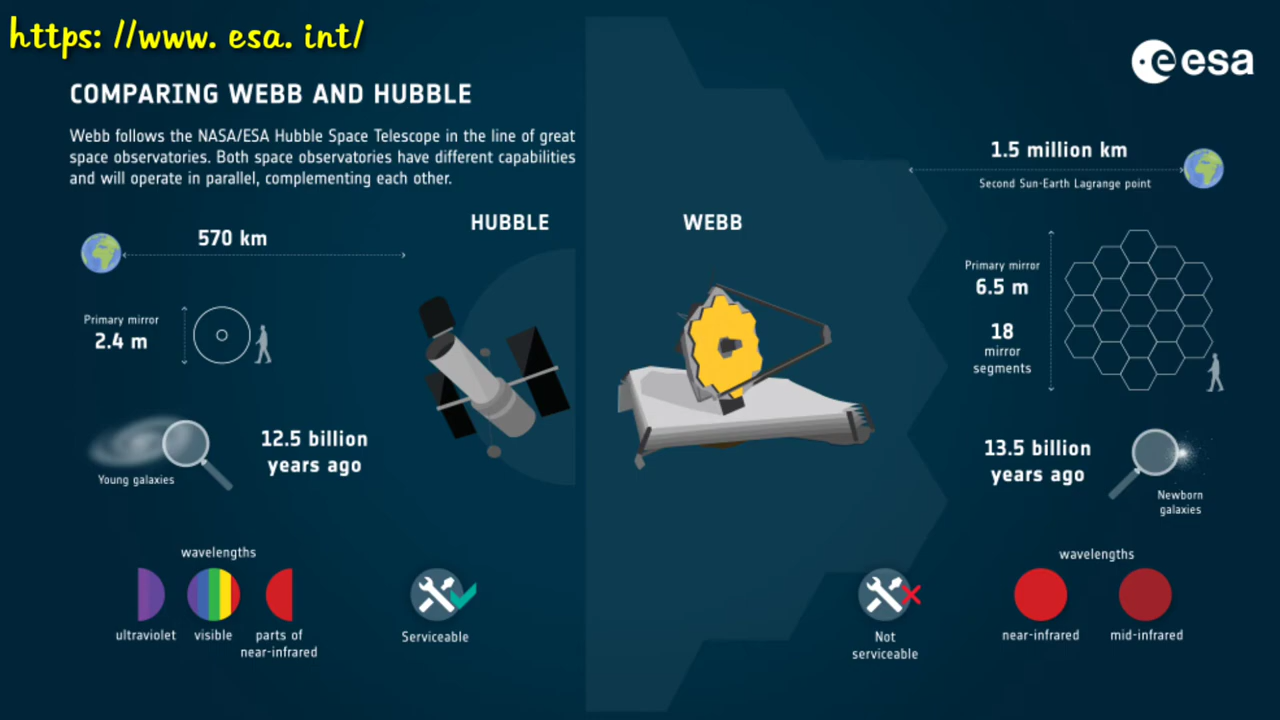 https: //www. esa. int/
esa
COMPARING WEBB AND HUBBLE
Webb follows the NASA/ESA Hubble Space Telescope in the line of great
space observatories. Both space observatories have different capabilities
and will operate in parallel, complementing each other.
HUBBLE
570 km
Primary mirror
2.4 m
12.5 billion
years ago
Young galaxies
wavelengths
ultraviolet
visible
parts of
near-infrared
Serviceable
WEBB
1.5 million km
Second Sun-Earth Lagrange point
Primary mirror
6.5 m
18
mirror
segments
13.5 billion
years ago
Newborn
galaxies
Not
serviceable
wavelengths
near-infrared
mid-infrared